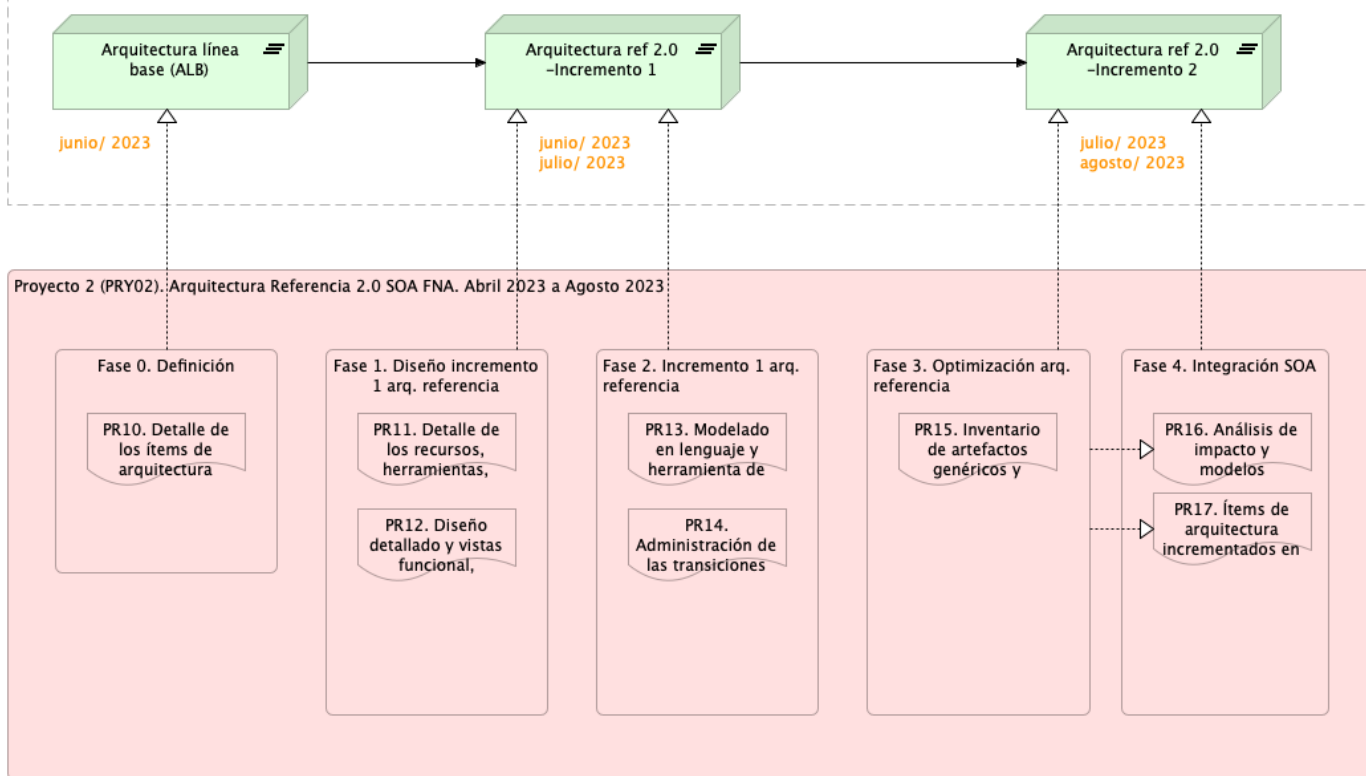 Arquitectura línea
base (ALB)
Arquitectura ref 2.0
-Incremento 1
Arquitectura ref 2.0
-Incremento 2
junio/ 2023
junio/ 2023
julio/ 2023
julio/ 2023
agosto/ 2023
Proyecto 2 (PRY02). Arquitectura Referencia 2.0 SOA FNA. Abril 2023 a Agosto 2023
Fase 0. Definición
PR10. Detalle de
los ítems de
arquitectura
Fase 1. Diseño incremento
1 arq. referencia
PR11. Detalle de
los recursos,
herramientas,
PR12. Diseño
detallado y vistas
funcional,
Fase 2. Incremento 1 arq.
referencia
PR13. Modelado
en lenguaje y
herramienta de
PR14.
Administración de
las transiciones
Fase 3. Optimización arq.
referencia
PR15. Inventario
de artefactos
genéricos y
Fase 4. Integración SOA
PR16. Análisis de
impacto y
modelos
PR17. Ítems de
arquitectura
incrementados en